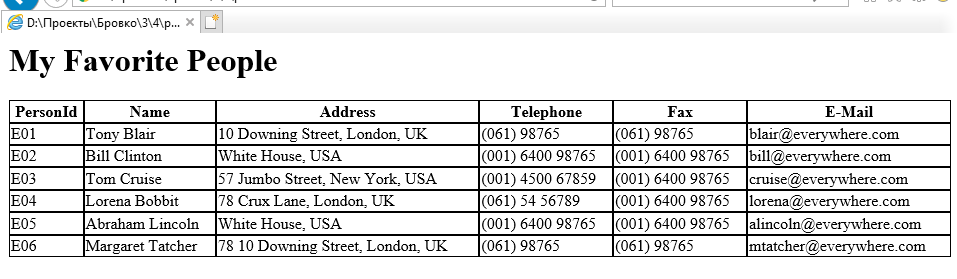 D:\Проекты\Бровко\3\4\p...
My Favorite People
PersonId Name Address Telephone Fax E-Mail
E01 Tony Blair 10 Downing Street, London, UK (061) 98765 (061) 98765 blair@everywhere.com
E02 Bill Clinton White House, USA (001) 6400 98765 (001) 6400 98765 bill@everywhere.com
E03 Tom Cruise 57 Jumbo Street, New York, USA (001) 4500 67859 (001) 6400 98765 cruise@everywhere.com
E04 Lorena Bobbit 78 Crux Lane, London, UK (061) 54 56789 (001) 6400 98765 lorena@everywhere.com
E05 Abraham Lincoln White House, USA (001) 6400 98765 (001) 6400 98765 alincoln@everywhere.com
E06 Margaret Tatcher 78 10 Downing Street, London, UK (061) 98765 (061) 98765 mtatcher@everywhere.com